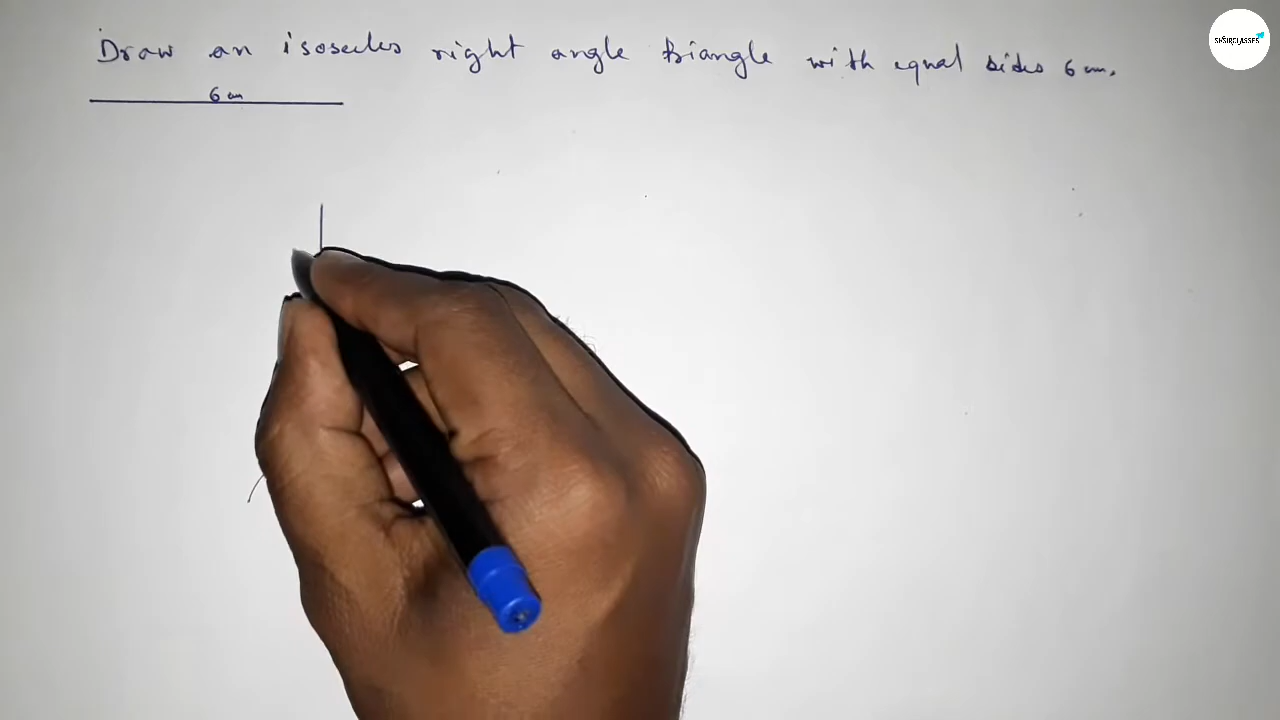 Draw an isosceles right angle triangle with equal sides 6 cm.
6 cm